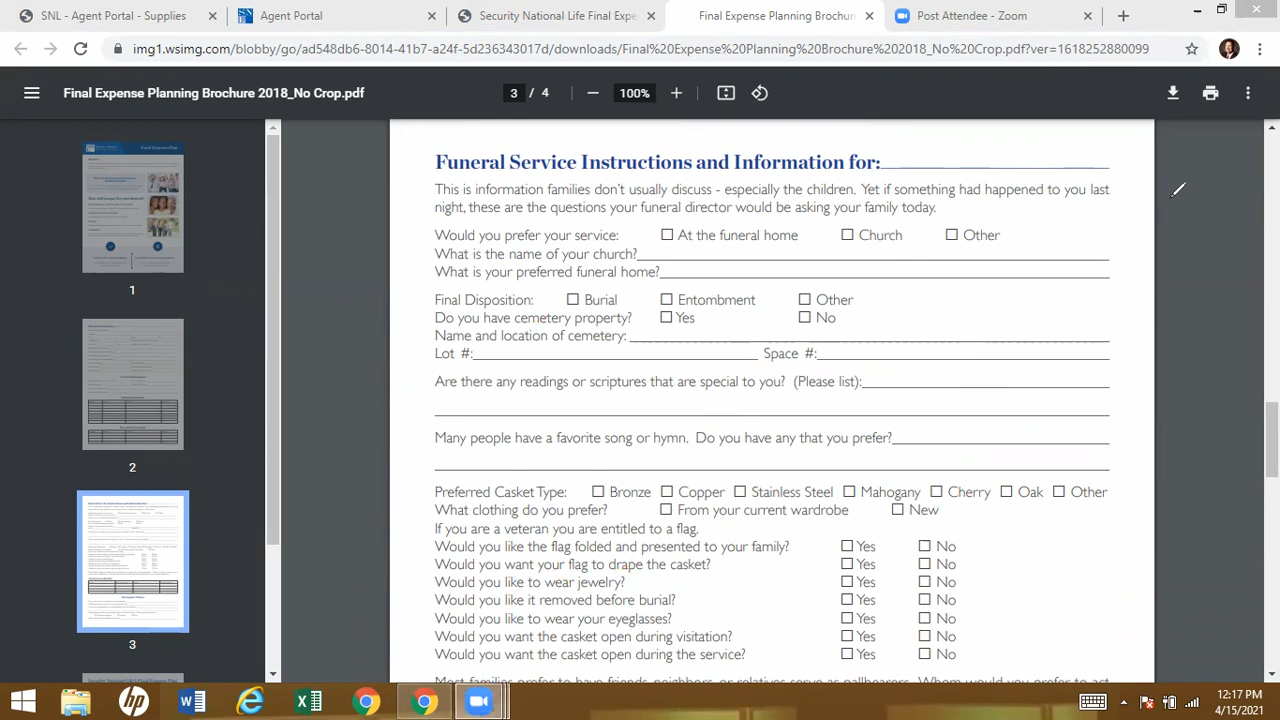 SNL - Agent Portal - Supplies
Agent Portal
Security National Life Final Expe
Final Expense Planning Brochure
Post Attendee - Zoom
img1.wsimg.com/blobby/go/ad548db6-8014-41b7-a24f-5d236343017d/downloads/Final%20Expense%20Planning%20Brochure%202018_No%20Crop.pdf?ver=1618252880099
Final Expense Planning Brochure 2018_No Crop.pdf
3 / 4
100%
1
2
3
Funeral Service Instructions and Information for:
This is information families don't usually discuss - especially the children. Yet if something had happened to you last
night, these are the questions your funeral director would be asking your family today.
Would you prefer your service: ☐ At the funeral home ☐ Church ☐ Other
What is the name of your church?
What is your preferred funeral home?
Final Disposition: ☐ Burial ☐ Entombment ☐ Other
Do you have cemetery property? ☐ Yes ☐ No
Name and location of cemetery:
Lot #: Space #:
Are there any readings or scriptures that are special to you? (Please list):
Many people have a favorite song or hymn. Do you have any that you prefer?
Preferred Casket Type: ☐ Bronze ☐ Copper ☐ Stainless Steel ☐ Mahogany ☐ Cherry ☐ Oak ☐ Other
What clothing do you prefer? ☐ From your current wardrobe ☐ New
If you are a veteran you are entitled to a flag.
Would you like the flag folded and presented to your family? ☐ Yes ☐ No
Would you want your flag to drape the casket? ☐ Yes ☐ No
Would you like to wear jewelry? ☐ Yes ☐ No
Would you like it removed before burial? ☐ Yes ☐ No
Would you like to wear your eyeglasses? ☐ Yes ☐ No
Would you want the casket open during visitation? ☐ Yes ☐ No
Would you want the casket open during the service? ☐ Yes ☐ No
12:17 PM
4/15/2021